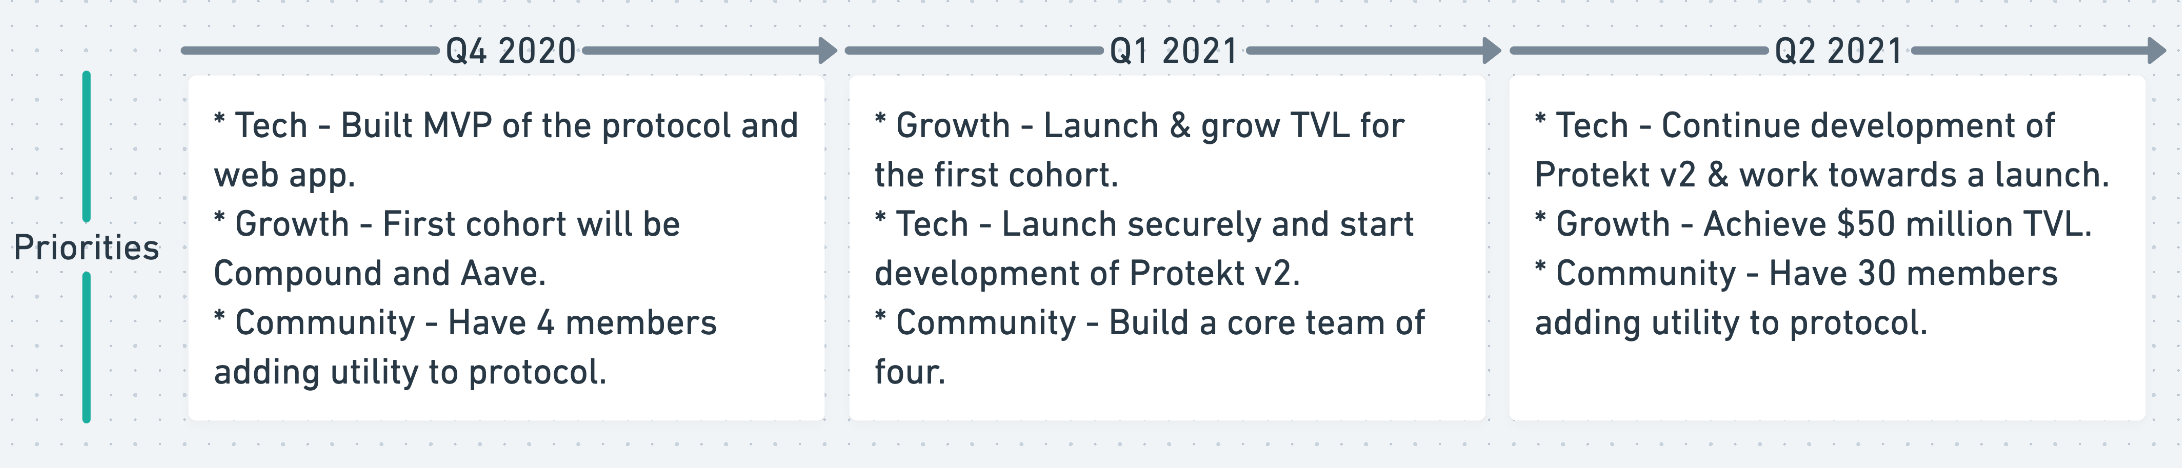 Q4 2020
Q1 2021
Q2 2021
Priorities
* Tech - Built MVP of the protocol and
web app.
* Growth - First cohort will be
Compound and Aave.
* Community - Have 4 members
adding utility to protocol.
* Growth - Launch & grow TVL for
the first cohort.
* Tech - Launch securely and start
development of Protekt v2.
* Community - Build a core team of
four.
* Tech - Continue development of
Protekt v2 & work towards a launch.
* Growth - Achieve $50 million TVL.
* Community - Have 30 members
adding utility to protocol.